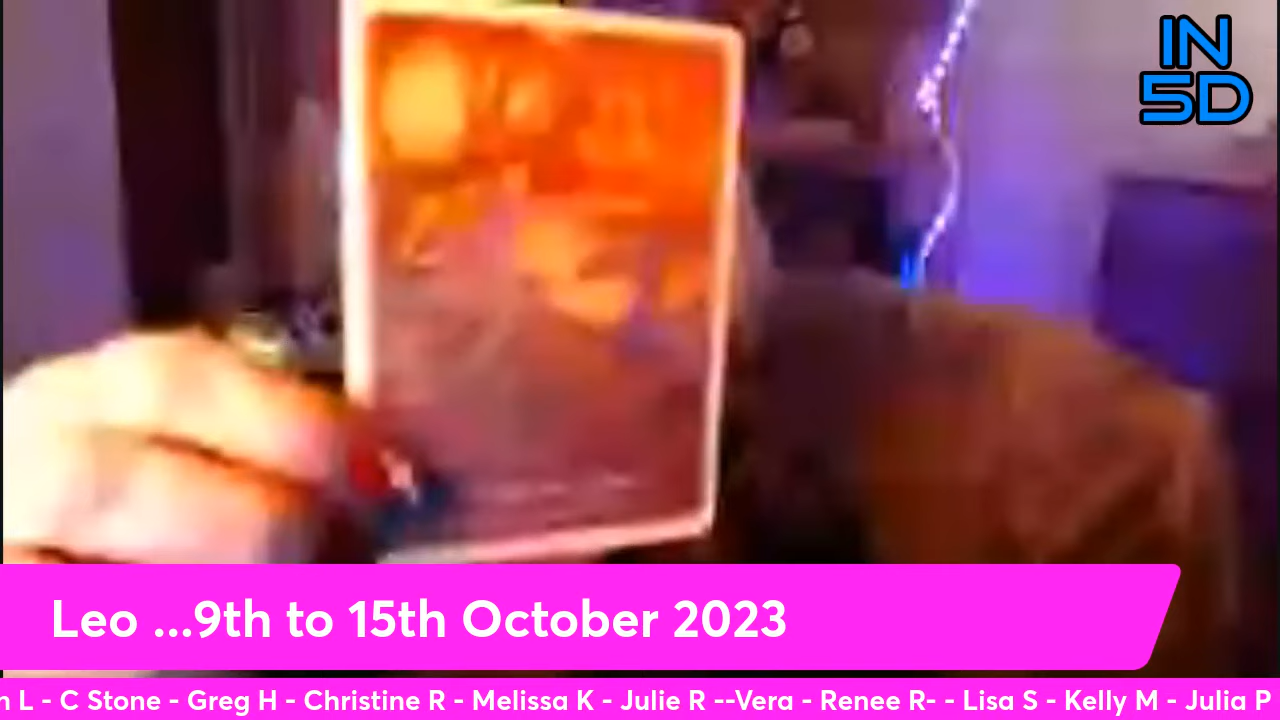 IN
5D
Leo ...9th to 15th October 2023
L - C Stone - Greg H - Christine R - Melissa K - Julie R --Vera - Renee R- - Lisa S - Kelly M - Julia P